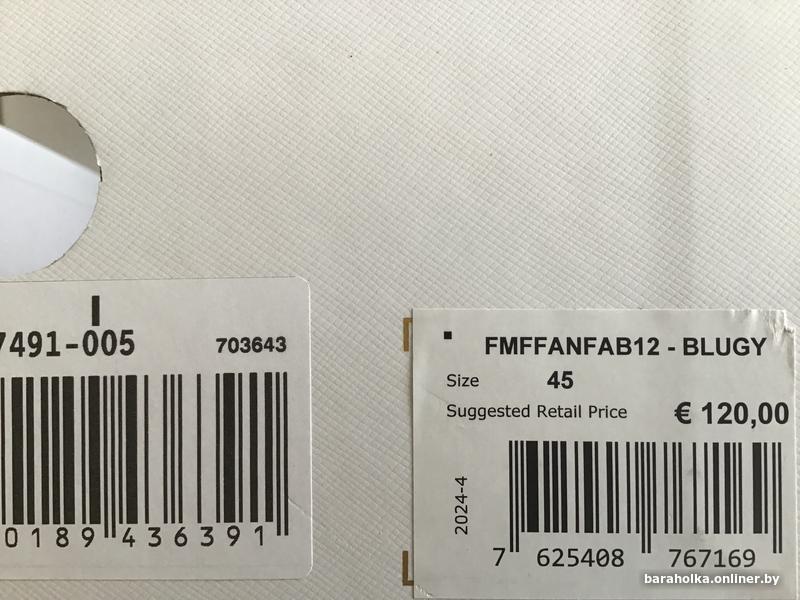 7491-005
703643
0189 436391
FMFFANFAB12 - BLUGY
Size 45
Suggested Retail Price € 120,00
2024-4
7 625408 767169
baraholka.onliner.by